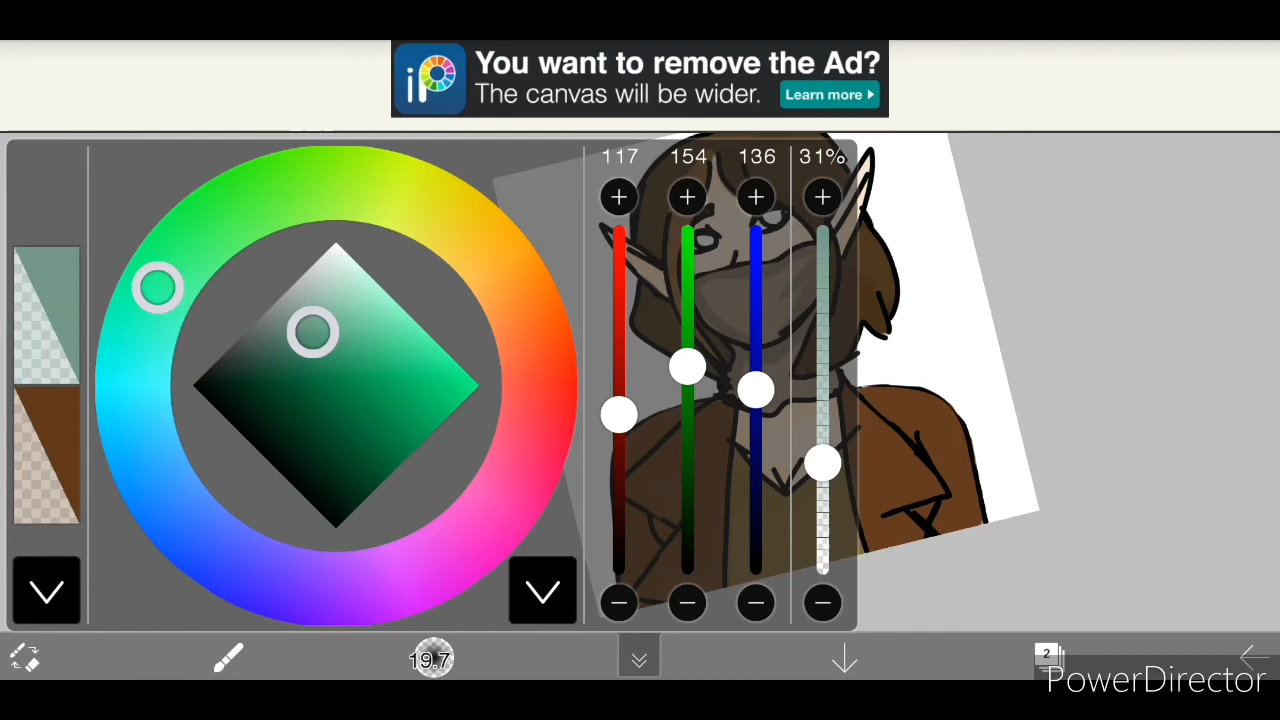 iP
You want to remove the Ad?
The canvas will be wider.
Learn more
117 154 136 31%
19.7
2
PowerDirector